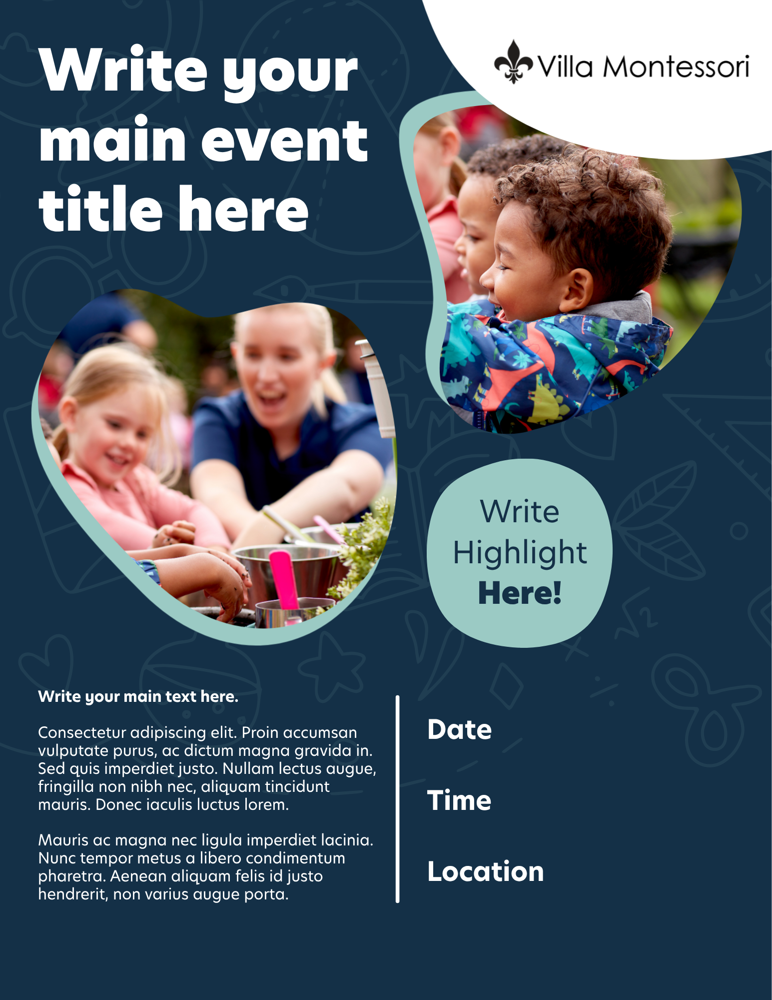 Write your
main event
title here
Villa Montessori
Write
Highlight
Here!
Write your main text here.
Consectetur adipiscing elit. Proin accumsan
vulputate purus, ac dictum magna gravida in.
Sed quis imperdiet justo. Nullam lectus augue,
fringilla non nibh nec, aliquam tincidunt
mauris. Donec iaculis luctus lorem.
Mauris ac magna nec ligula imperdiet lacinia.
Nunc tempor metus a libero condimentum
pharetra. Aenean aliquam felis id justo
hendrerit, non varius augue porta.
Date
Time
Location
√2